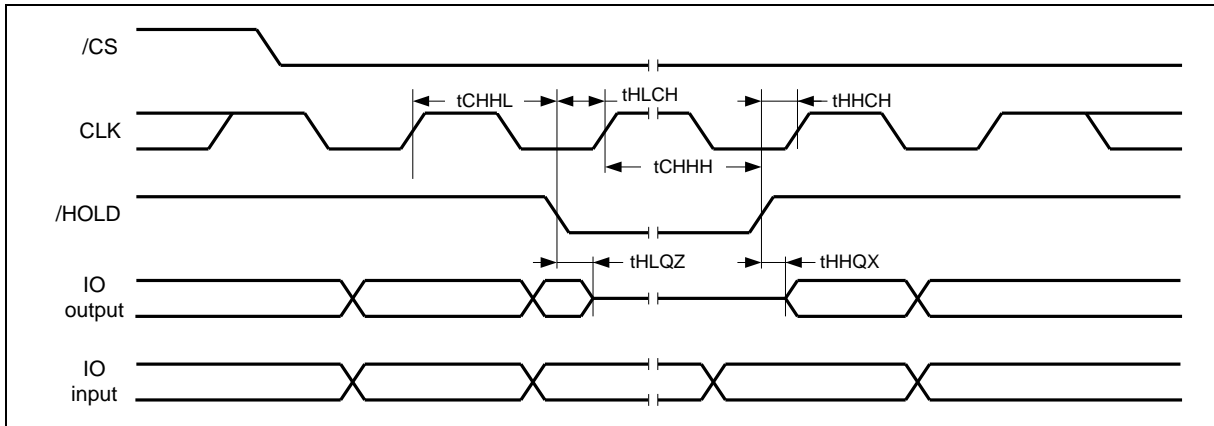 /CS
tCHHL
tHLCH
tHHCH
CLK
tCHHH
/HOLD
tHLQZ
tHHQX
IO
output
IO
input